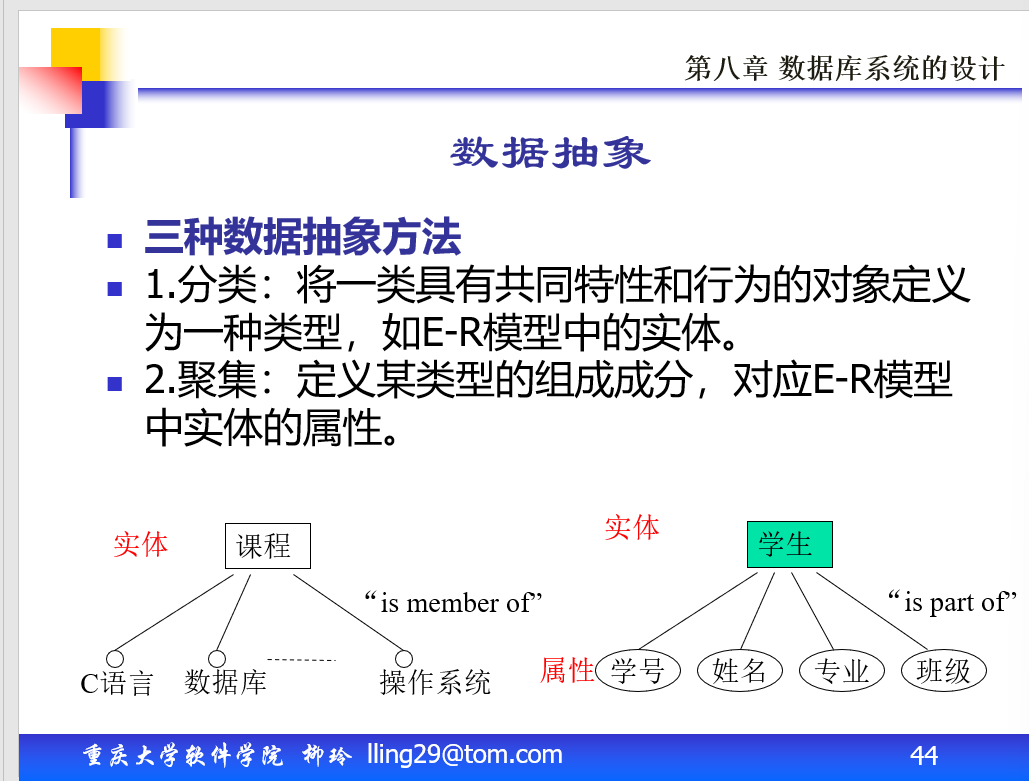 第八章 数据库系统的设计
数据抽象
三种数据抽象方法
1.分类：将一类具有共同特性和行为的对象定义
为一种类型，如E-R模型中的实体。
2.聚集：定义某类型的组成成分，对应E-R模型
中实体的属性。
实体
课程
“is member of”
C语言
数据库
操作系统
实体
学生
“is part of”
属性
学号
姓名
专业
班级
重庆大学软件学院 柳玲 lling29@tom.com
44